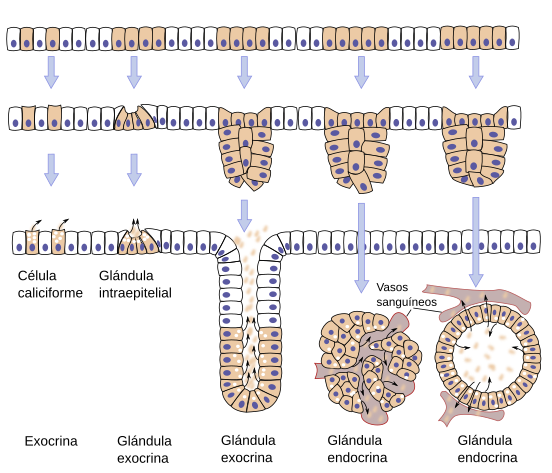 Célula
caliciforme
Glándula
intraepitelial
Vasos
sanguíneos
Exocrina
Glándula
exocrina
Glándula
exocrina
Glándula
endocrina
Glándula
endocrina